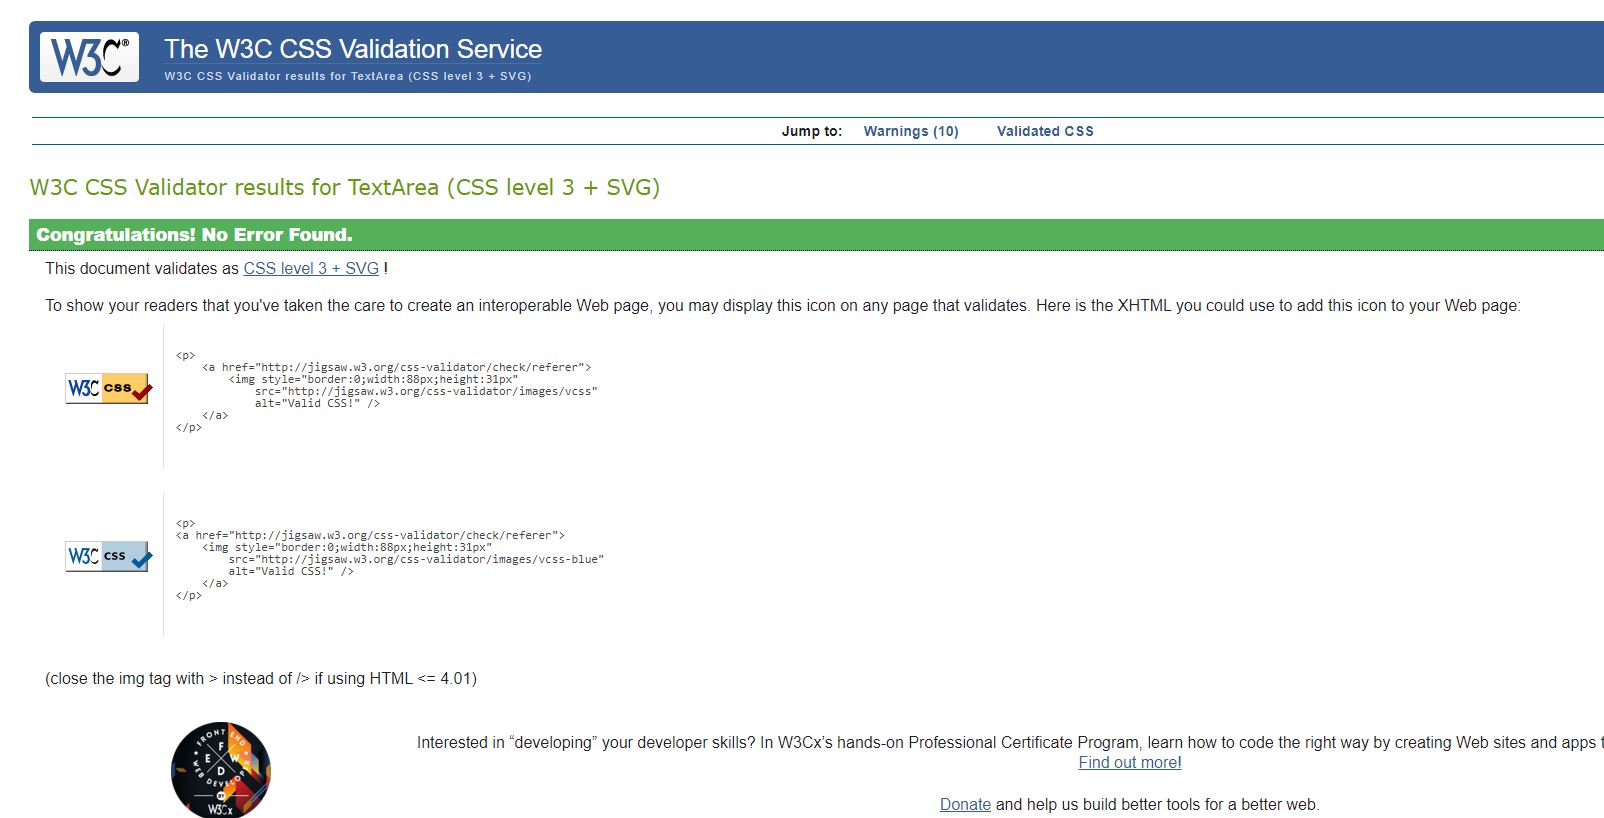 W3C®
The W3C CSS Validation Service
W3C CSS Validator results for TextArea (CSS level 3 + SVG)
Jump to: Warnings (10) Validated CSS
W3C CSS Validator results for TextArea (CSS level 3 + SVG)
Congratulations! No Error Found.
This document validates as CSS level 3 + SVG !
To show your readers that you've taken the care to create an interoperable Web page, you may display this icon on any page that validates. Here is the XHTML you could use to add this icon to your Web page:
W3C css
<p>
<a href="http://jigsaw.w3.org/css-validator/check/referer">
<img style="border:0;width:88px;height:31px"
src="http://jigsaw.w3.org/css-validator/images/vcss"
alt="Valid CSS!" />
</a>
</p>
W3C css
<p>
<a href="http://jigsaw.w3.org/css-validator/check/referer">
<img style="border:0;width:88px;height:31px"
src="http://jigsaw.w3.org/css-validator/images/vcss-blue"
alt="Valid CSS!" />
</a>
</p>
(close the img tag with > instead of /> if using HTML <= 4.01)
FRONT END
F E W D
WEB DEVELOPER
BY
W3Cx
Interested in “developing” your developer skills? In W3Cx’s hands-on Professional Certificate Program, learn how to code the right way by creating Web sites and apps t
Find out more!
Donate and help us build better tools for a better web.